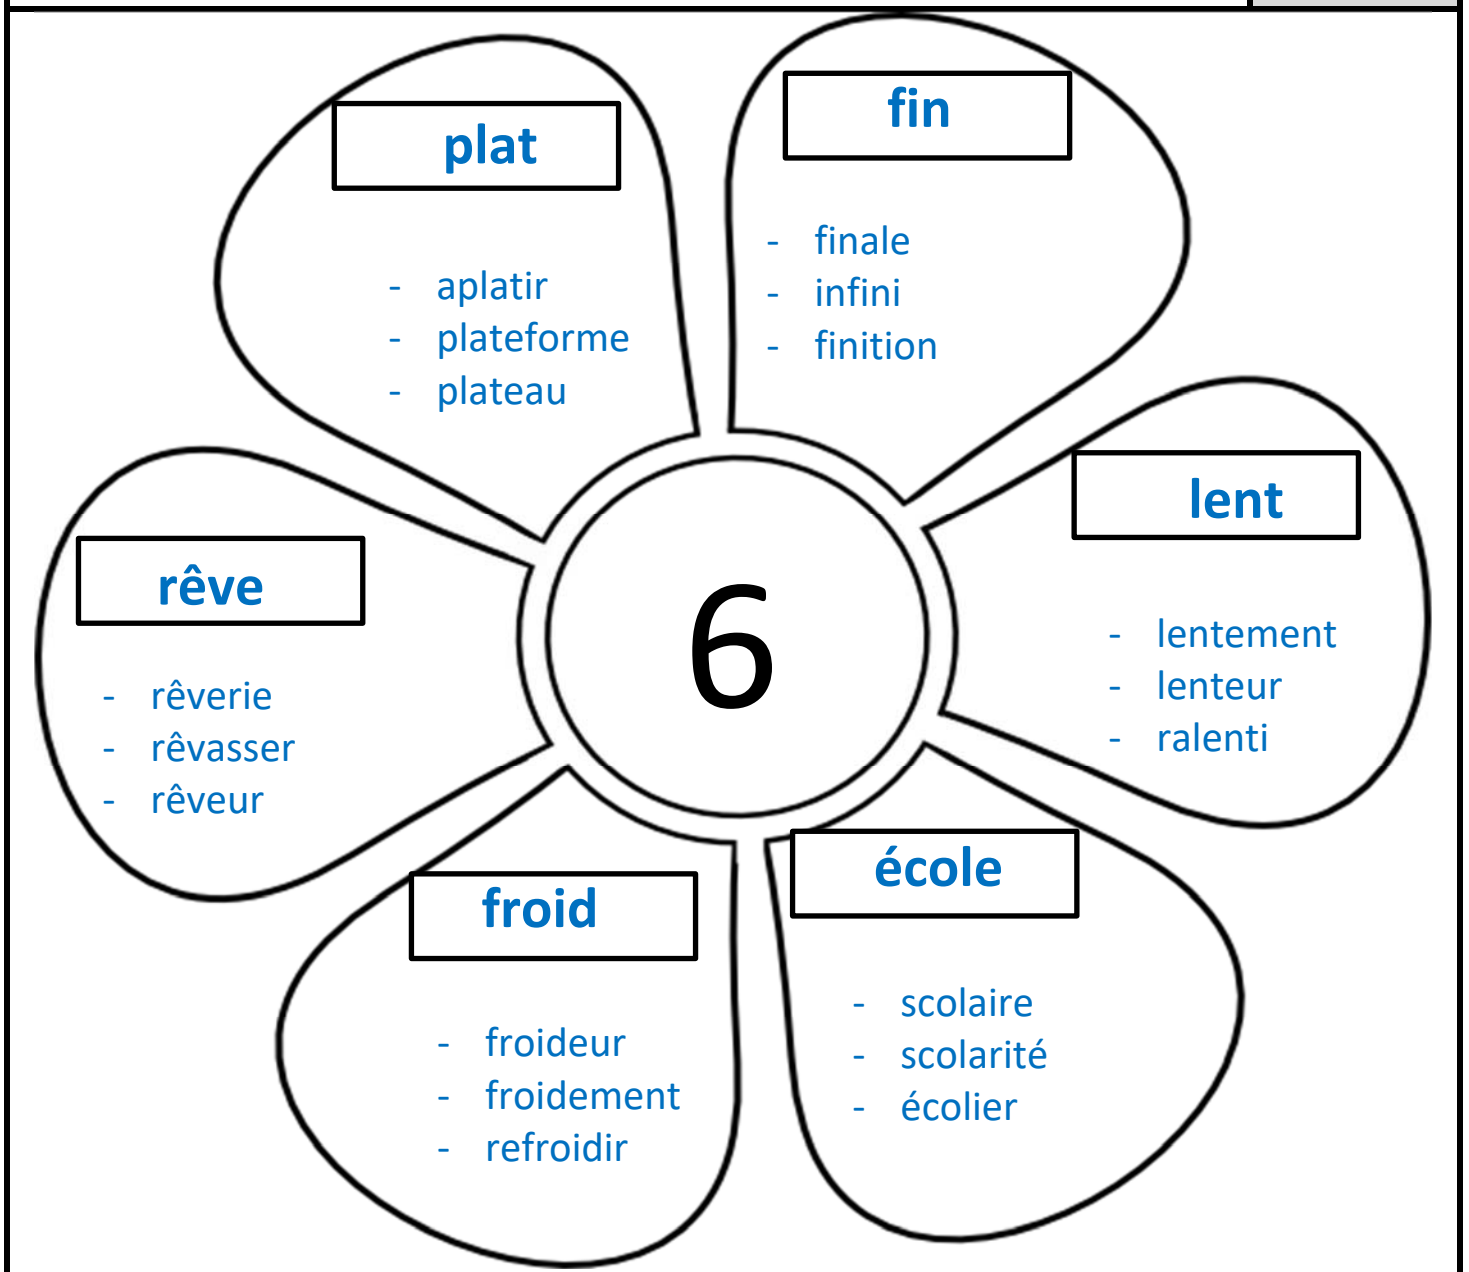 plat
- aplatir
- plateforme
- plateau
fin
- finale
- infini
- finition
lent
- lentement
- lenteur
- ralenti
école
- scolaire
- scolarité
- écolier
froid
- froideur
- froidement
- refroidir
rêve
- rêverie
- rêvasser
- rêveur
6